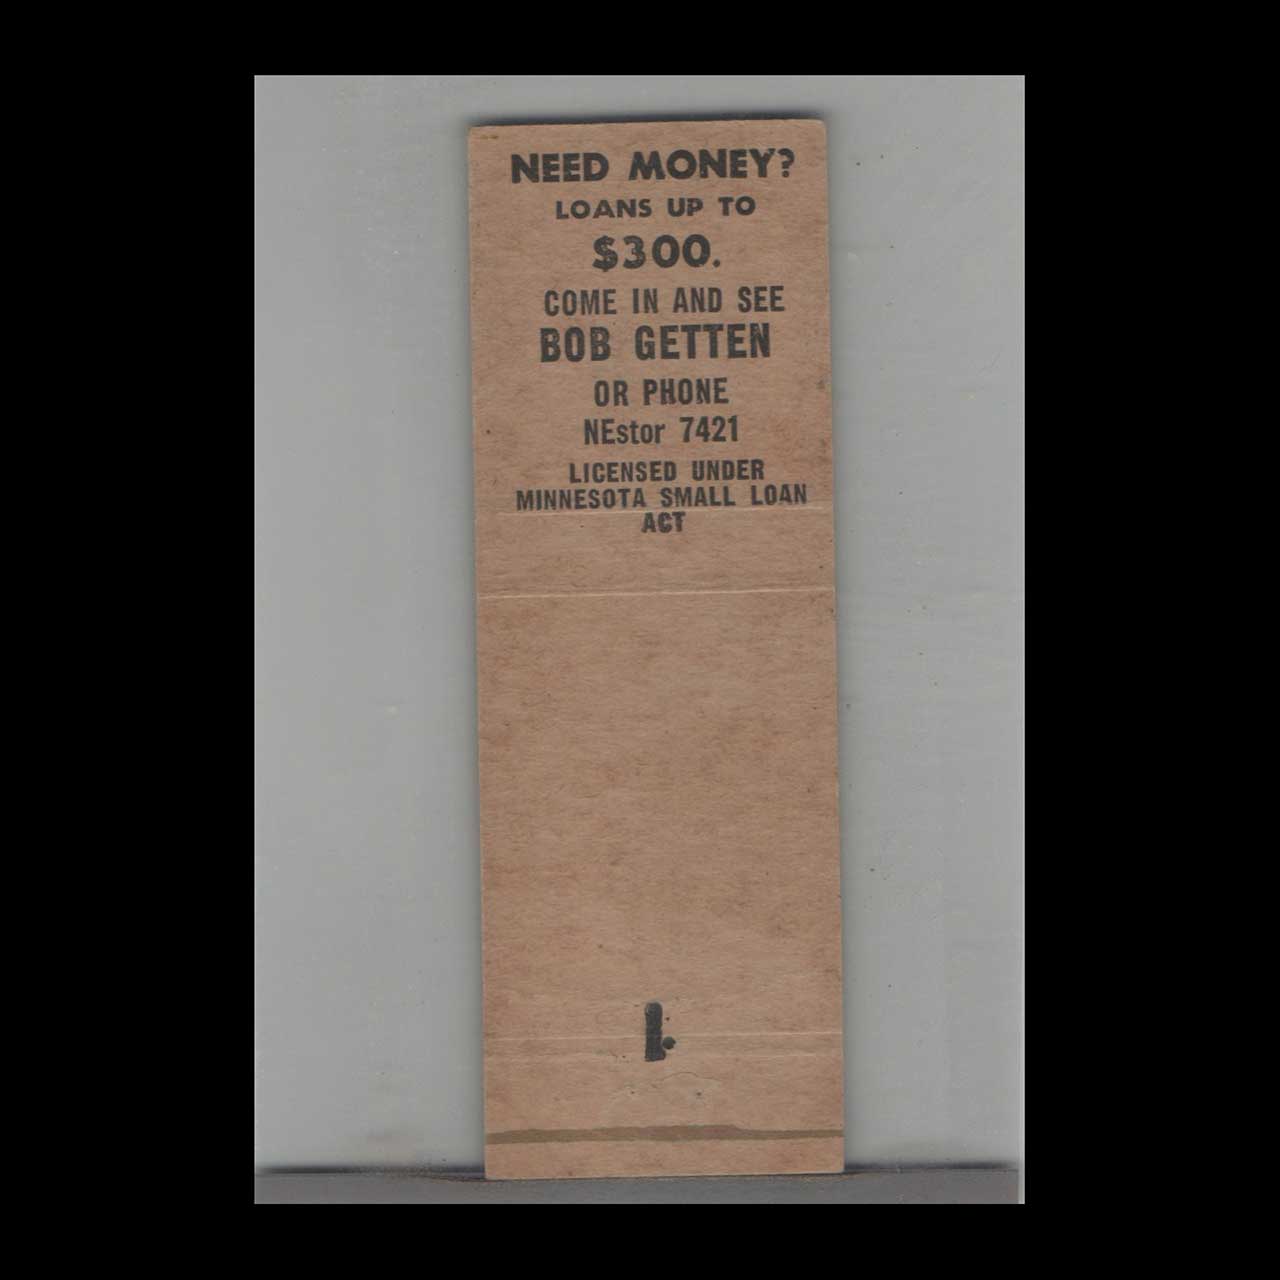 NEED MONEY?
LOANS UP TO
$300.
COME IN AND SEE
BOB GETTEN
OR PHONE
NEstor 7421
LICENSED UNDER
MINNESOTA SMALL LOAN
ACT